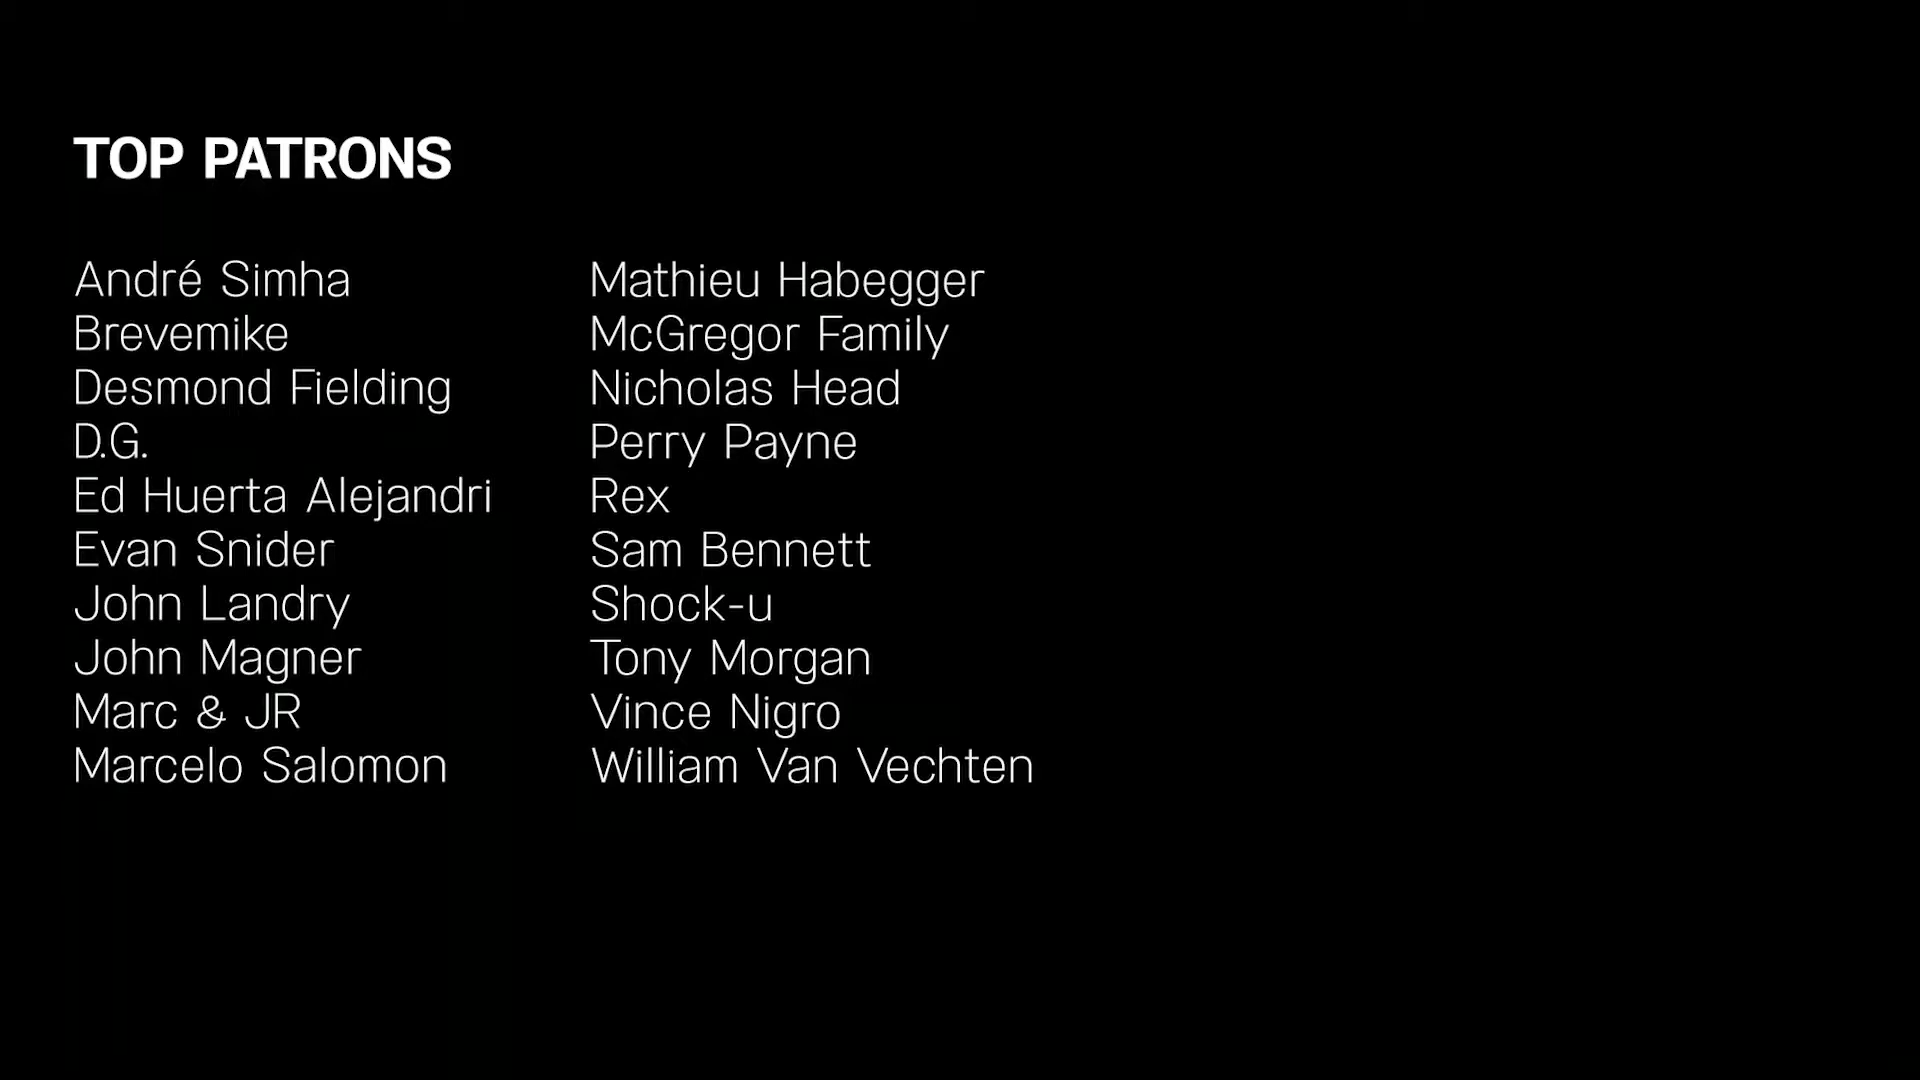 TOP PATRONS
André Simha
Brevemike
Desmond Fielding
D.G.
Ed Huerta Alejandri
Evan Snider
John Landry
John Magner
Marc & JR
Marcelo Salomon
Mathieu Habegger
McGregor Family
Nicholas Head
Perry Payne
Rex
Sam Bennett
Shock-u
Tony Morgan
Vince Nigro
William Van Vechten